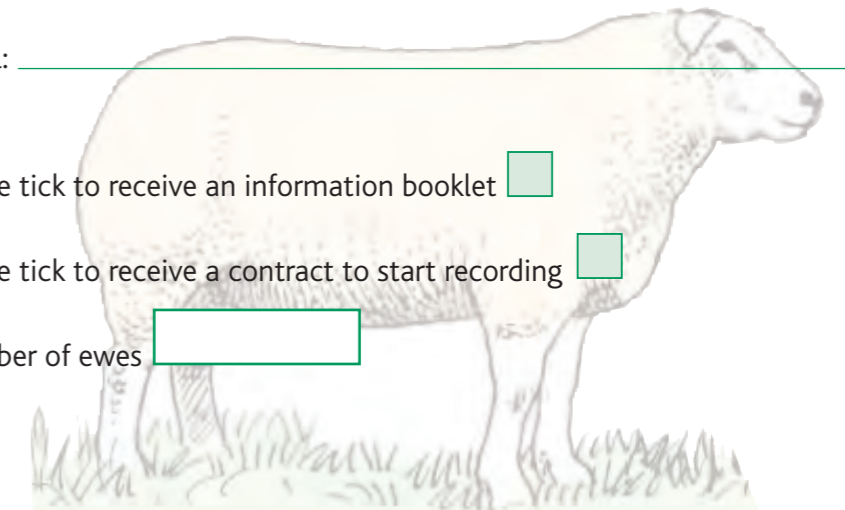 :
e tick to receive an information booklet
e tick to receive a contract to start recording
ber of ewes